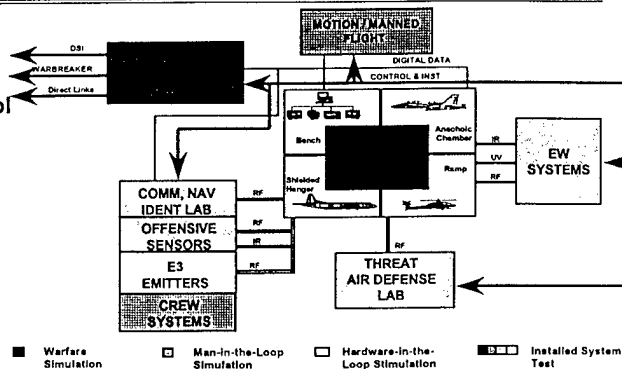 MOTION / MANNED
FLIGHT
DSI
WARBREAKER
Direct Links
DIGITAL DATA
CONTROL & INST
Bench
Anechoic
Chamber
Shielded
Hanger
Ramp
IR
UV
RF
EW
SYSTEMS
COMM, NAV
IDENT LAB
OFFENSIVE
SENSORS
E3
EMITTERS
CREW
SYSTEMS
RF
RF
IR
RF
RF
THREAT
AIR DEFENSE
LAB
Warfare
Simulation
Man-in-the-Loop
Simulation
Hardware-in-the-
Loop Stimulation
Installed System
Test